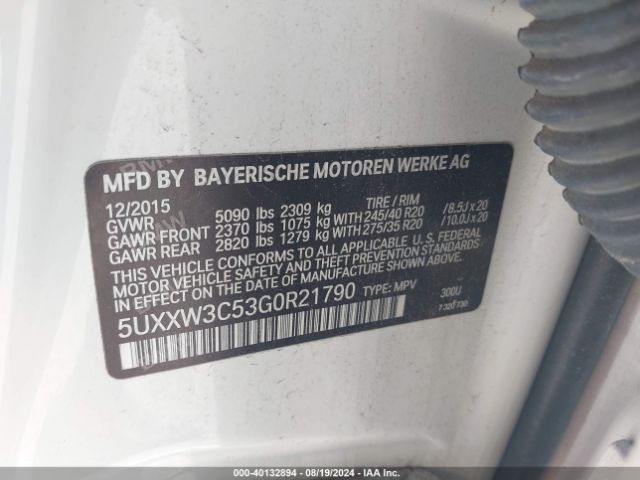 MFD BY BAYERISCHE MOTOREN WERKE AG
12/2015 TIRE / RIM
GVWR 5090 lbs 2309 kg
GAWR FRONT 2370 lbs 1075 kg WITH 245/40 R20 /8.5J x 20
GAWR REAR 2820 lbs 1279 kg WITH 275/35 R20 /10.0J x 20
THIS VEHICLE CONFORMS TO ALL APPLICABLE U.S. FEDERAL
MOTOR VEHICLE SAFETY AND THEFT PREVENTION STANDARDS
IN EFFECT ON THE DATE OF MANUFACTURE
5UXXW3C53G0R21790 TYPE: MPV 300U
7 320 730
000-40132894 - 08/19/2024 - IAA Inc.